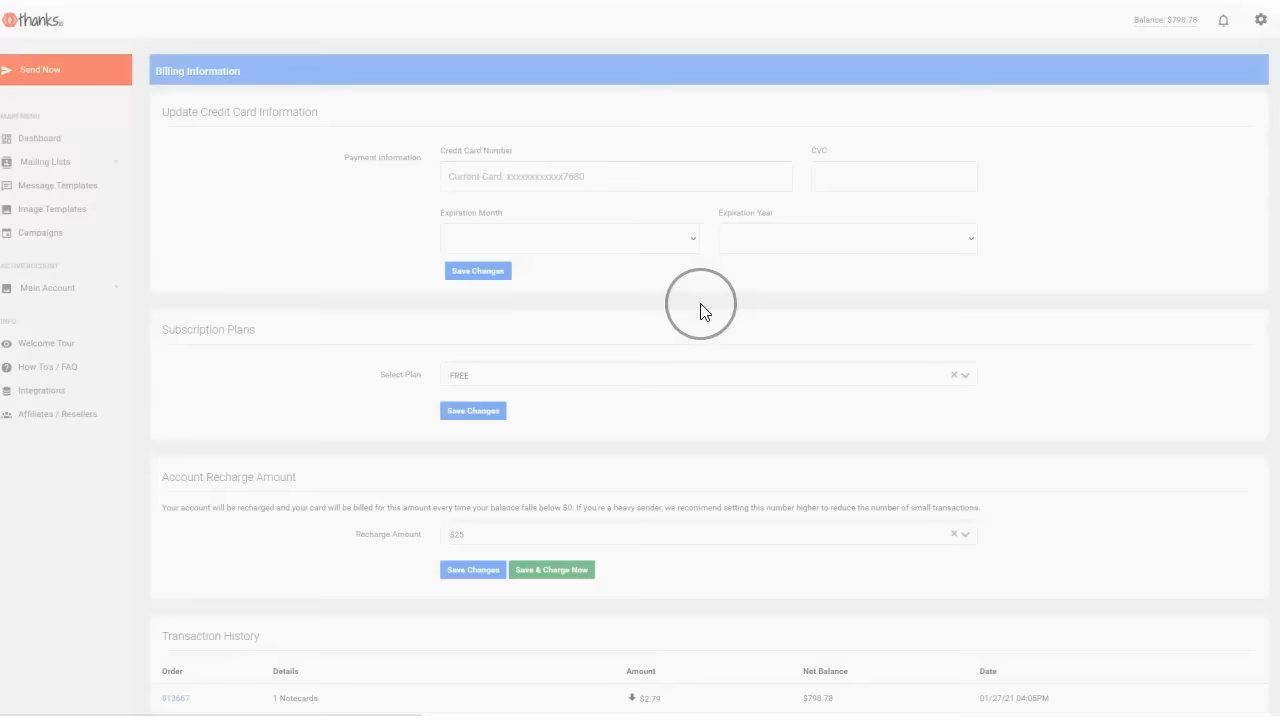 thanks.io
Balance: $798.78
Send Now
Billing Information
MAIN MENU
Dashboard
Mailing Lists
Message Templates
Image Templates
Campaigns
ACTIVE ACCOUNT
Main Account
INFO
Welcome Tour
How To's / FAQ
Integrations
Affiliates / Resellers
Update Credit Card Information
Payment Information
Credit Card Number
CVC
Current Card: xxxxxxxxxxxx7680
Expiration Month
Expiration Year
Save Changes
Subscription Plans
Select Plan
FREE
Save Changes
Account Recharge Amount
Your account will be recharged and your card will be billed for this amount every time your balance falls below $0. If you're a heavy sender, we recommend setting this number higher to reduce the number of small transactions.
Recharge Amount
$25
Save Changes
Save & Charge Now
Transaction History
Order Details Amount Net Balance Date
813667 1 Notecards $2.79 $798.78 01/27/21 04:05PM